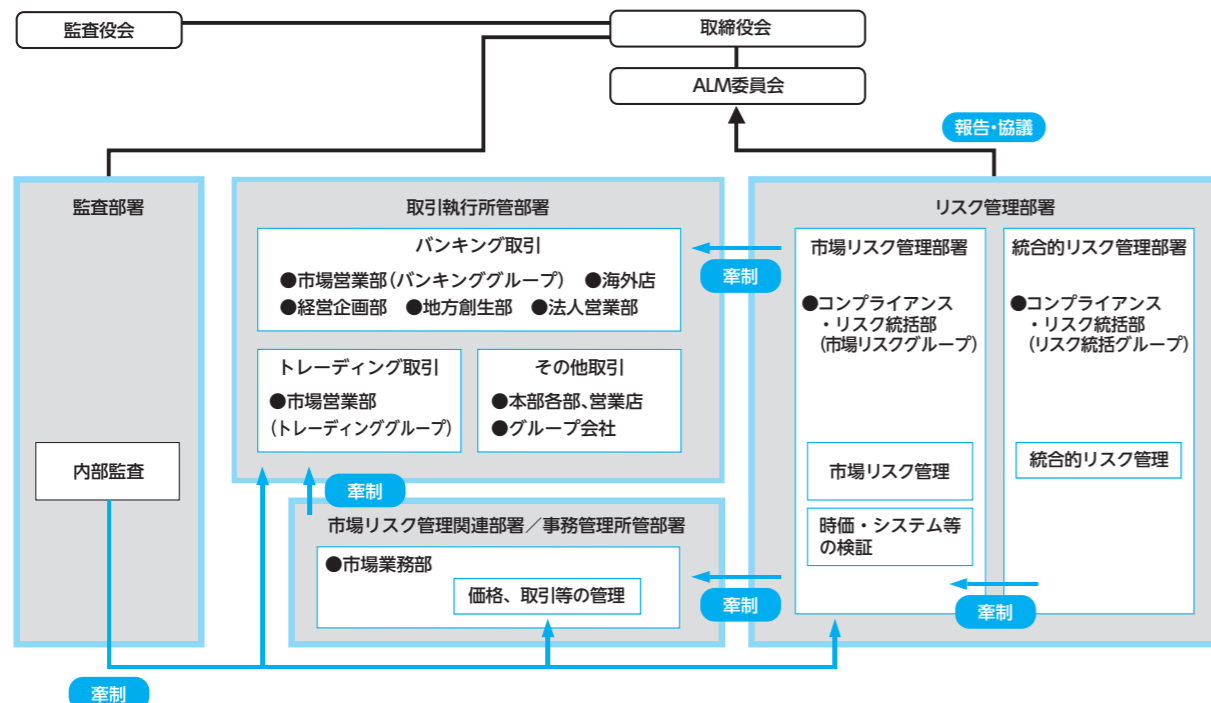 監査役会
取締役会
ALM委員会
報告・協議
監査部署
内部監査
牽制
取引執行所管部署
バンキング取引
●市場営業部(バンキンググループ) ●海外店
●経営企画部 ●地方創生部 ●法人営業部
トレーディング取引
●市場営業部
(トレーディンググループ)
その他取引
●本部各部、営業店
●グループ会社
牽制
市場リスク管理関連部署／事務管理所管部署
●市場業務部
価格、取引等の管理
牽制
牽制
リスク管理部署
市場リスク管理部署
●コンプライアンス
・リスク統括部
(市場リスクグループ)
市場リスク管理
時価・システム等
の検証
統合的リスク管理部署
●コンプライアンス
・リスク統括部
(リスク統括グループ)
統合的リスク管理
牽制